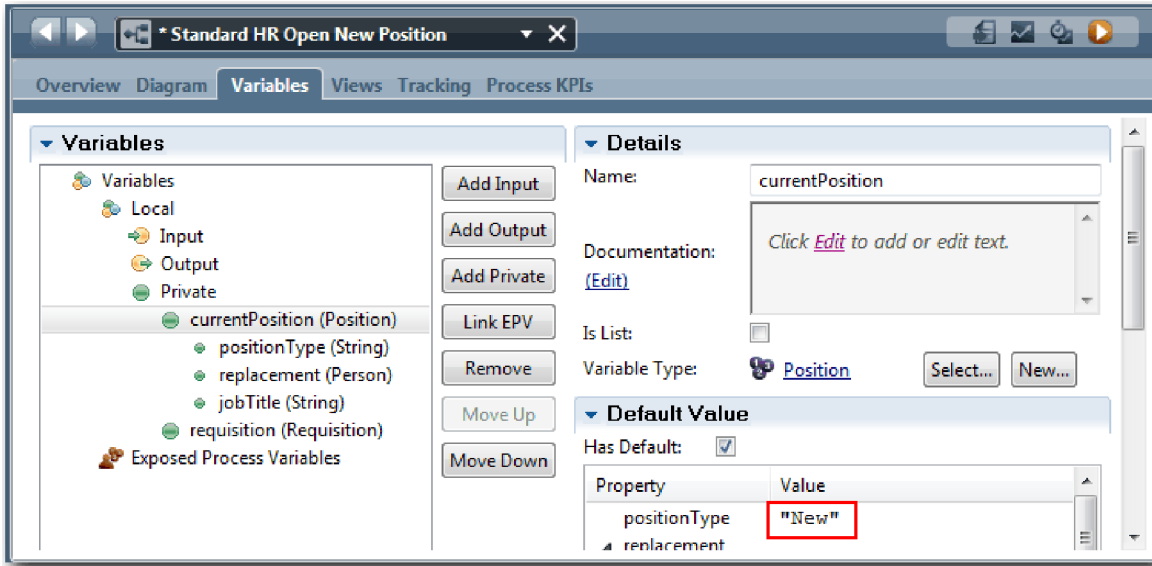 * Standard HR Open New Position
Overview Diagram Variables Views Tracking Process KPIs
Variables
Variables
Local
Input
Output
Private
currentPosition (Position)
positionType (String)
replacement (Person)
jobTitle (String)
requisition (Requisition)
Exposed Process Variables
Add Input
Add Output
Add Private
Link EPV
Remove
Move Up
Move Down
Details
Name: currentPosition
Documentation:
(Edit)
Click Edit to add or edit text.
Is List:
Variable Type: Position Select... New...
Default Value
Has Default:
Property Value
positionType "New"
replacement